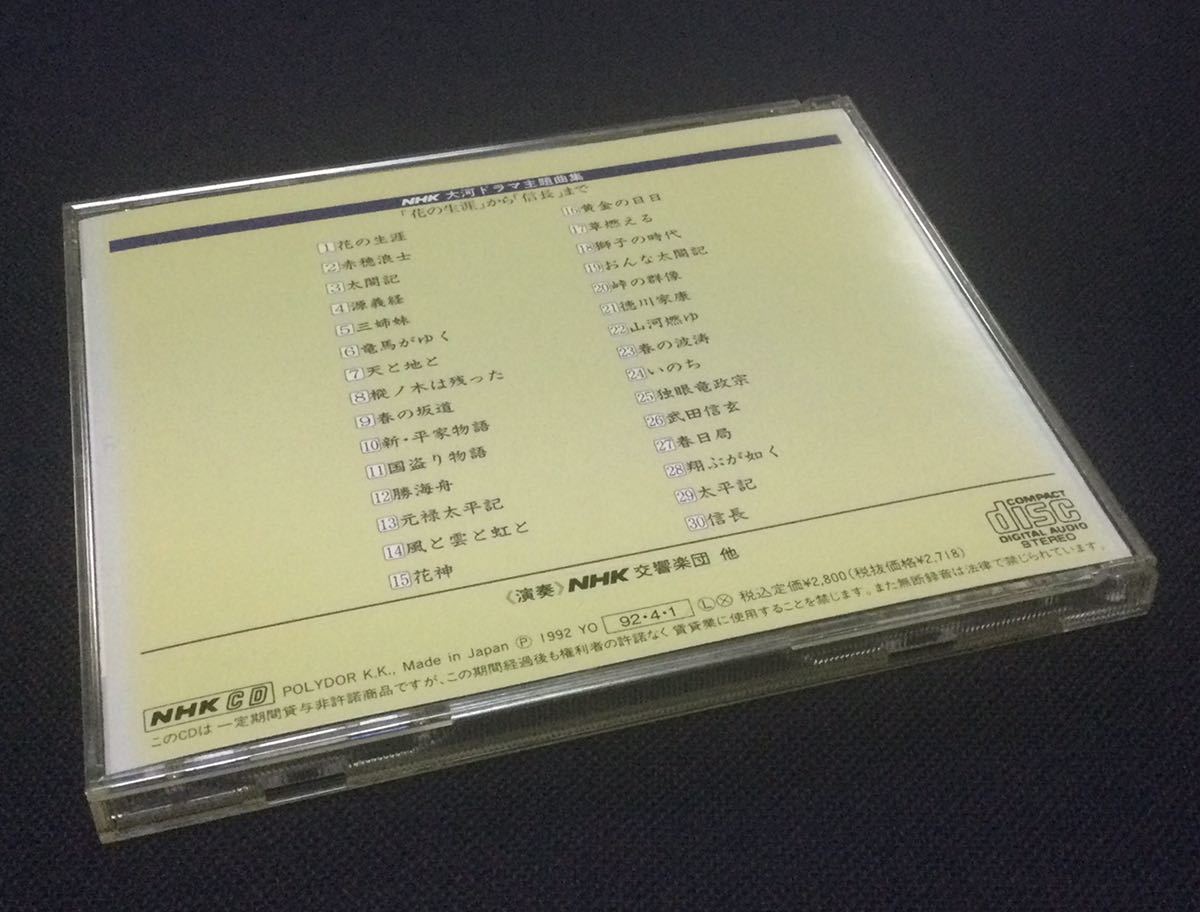 NHK 大河ドラマ主題曲集
「花の生涯」から「信長」まで
1 花の生涯
2 赤穂浪士
3 太閤記
4 源義経
5 三姉妹
6 竜馬がゆく
7 天と地と
8 樅ノ木は残った
9 春の坂道
10 新・平家物語
11 国盗り物語
12 勝海舟
13 元禄太平記
14 風と雲と虹と
15 花神
16 黄金の日日
17 草燃える
18 獅子の時代
19 おんな太閤記
20 峠の群像
21 徳川家康
22 山河燃ゆ
23 春の波涛
24 いのち
25 独眼竜政宗
26 武田信玄
27 春日局
28 翔ぶが如く
29 太平記
30 信長
《演奏》NHK 交響楽団 他
COMPACT
disc
DIGITAL AUDIO
STEREO
NHK CD POLYDOR K.K., Made in Japan Ⓟ 1992 YO 92・4・1 Ⓛ Ⓧ 税込定価¥2,800(税抜価格¥2,718)
このCDは一定期間貸与非許諾商品ですが、この期間経過後も権利者の許諾なく賃貸業に使用することを禁じます。また無断録音は法律で禁じられています。